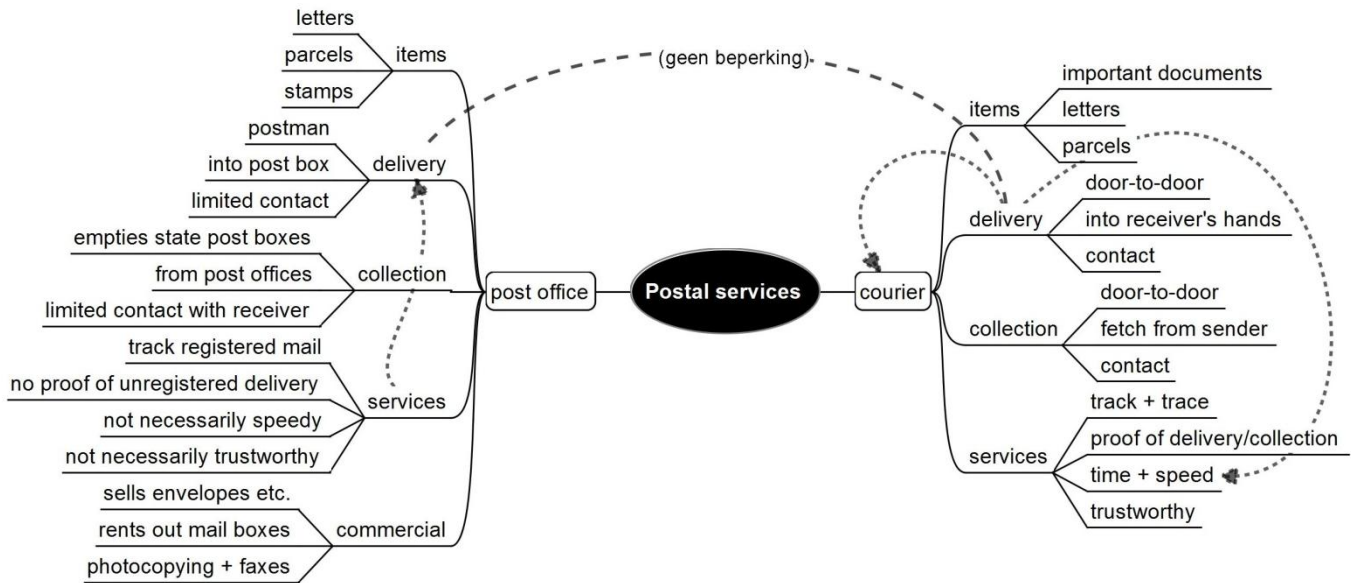 Postal services
post office
items
letters
parcels
stamps
delivery
postman
into post box
limited contact
collection
empties state post boxes
from post offices
limited contact with receiver
services
track registered mail
no proof of unregistered delivery
not necessarily speedy
not necessarily trustworthy
commercial
sells envelopes etc.
rents out mail boxes
photocopying + faxes
(geen beperking)
courier
items
important documents
letters
parcels
delivery
door-to-door
into receiver's hands
contact
collection
door-to-door
fetch from sender
contact
services
track + trace
proof of delivery/collection
time + speed
trustworthy